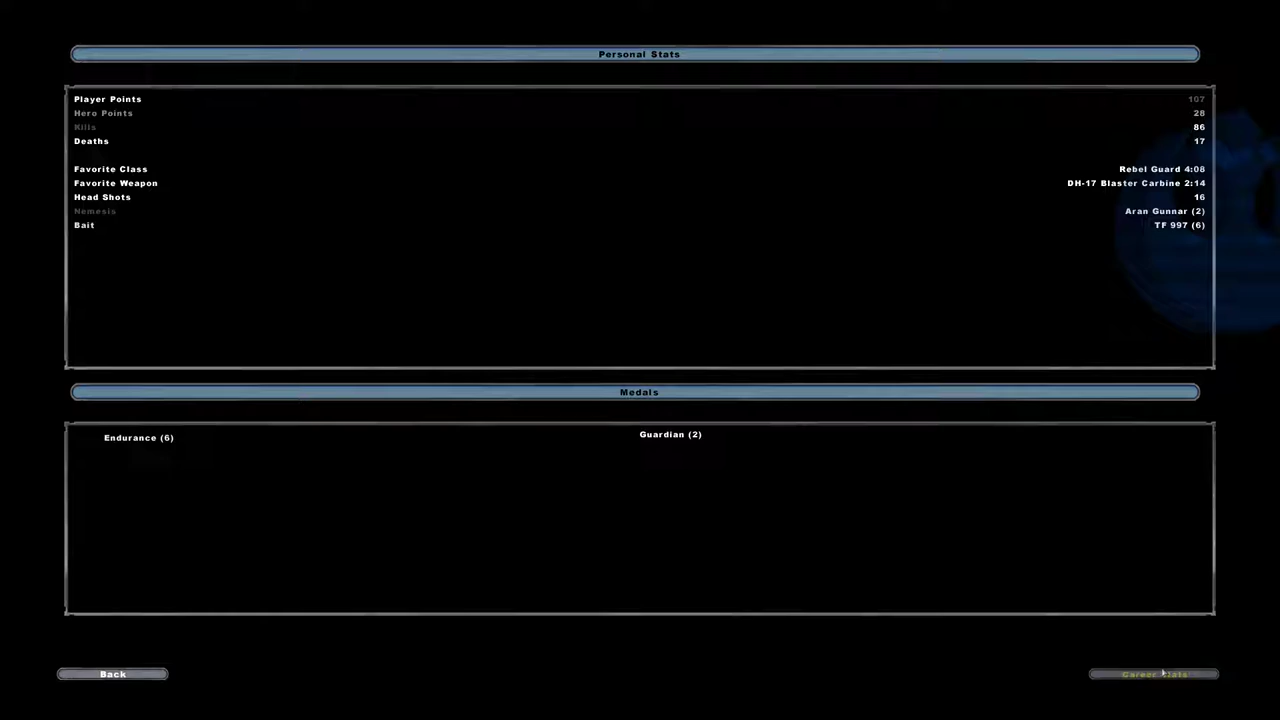 Personal Stats
Player Points 107
Hero Points 28
Kills 86
Deaths 17
Favorite Class Rebel Guard 4:08
Favorite Weapon DH-17 Blaster Carbine 2:14
Head Shots 16
Nemesis Aran Gunnar (2)
Bait TF 997 (6)
Medals
Endurance (6) Guardian (2)
Back Career Stats